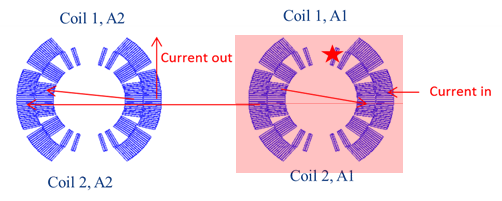 Coil 1, A2
Coil 1, A1
Current out
Current in
Coil 2, A2
Coil 2, A1